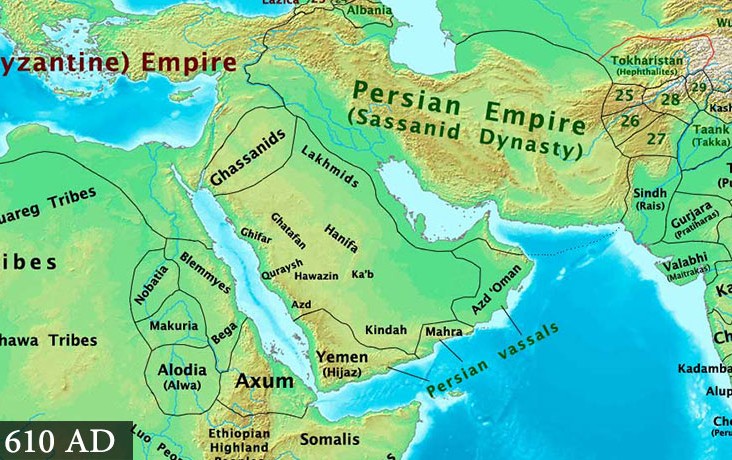 Lazica
Albania
yzantine) Empire
Tokharistan
(Hephthalites)
25
28
29
26
27
Persian Empire
(Sassanid Dynasty)
Taank
(Takka)
Ghassanids
Lakhmids
Sindh
(Rais)
Gurjara
(Pratiharas)
uareg Tribes
Ghifar
Ghatafan
Hanifa
Valabhi
(Maitrakas)
ibes
Nobatia
Blemmyes
Quraysh
Hawazin
Ka'b
Azd 'Oman
Azd
Makuria
Bega
Kindah
Mahra
Persian vassals
hawa Tribes
Yemen
(Hijaz)
Alodia
(Alwa)
Axum
Kadamba
Alup
610 AD
Luo Peo
Ethiopian
Highland
Somalis